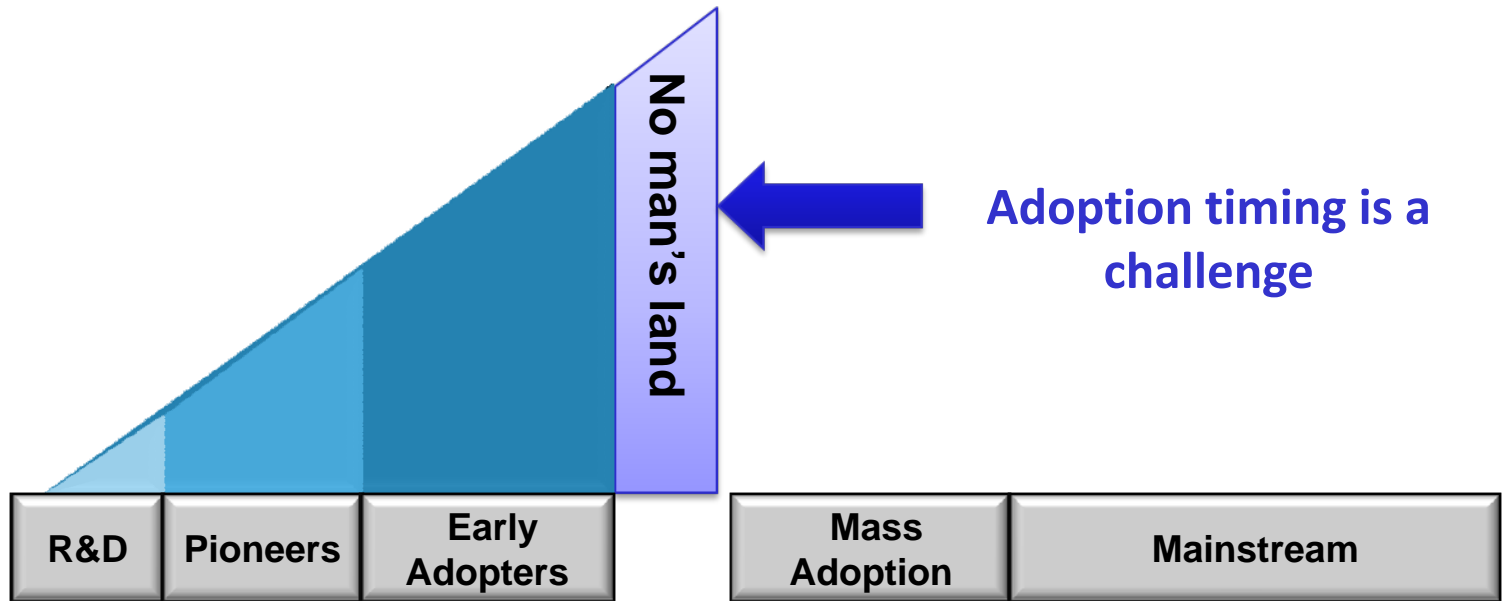 No man’s land
Adoption timing is a
challenge
R&D
Pioneers
Early
Adopters
Mass
Adoption
Mainstream